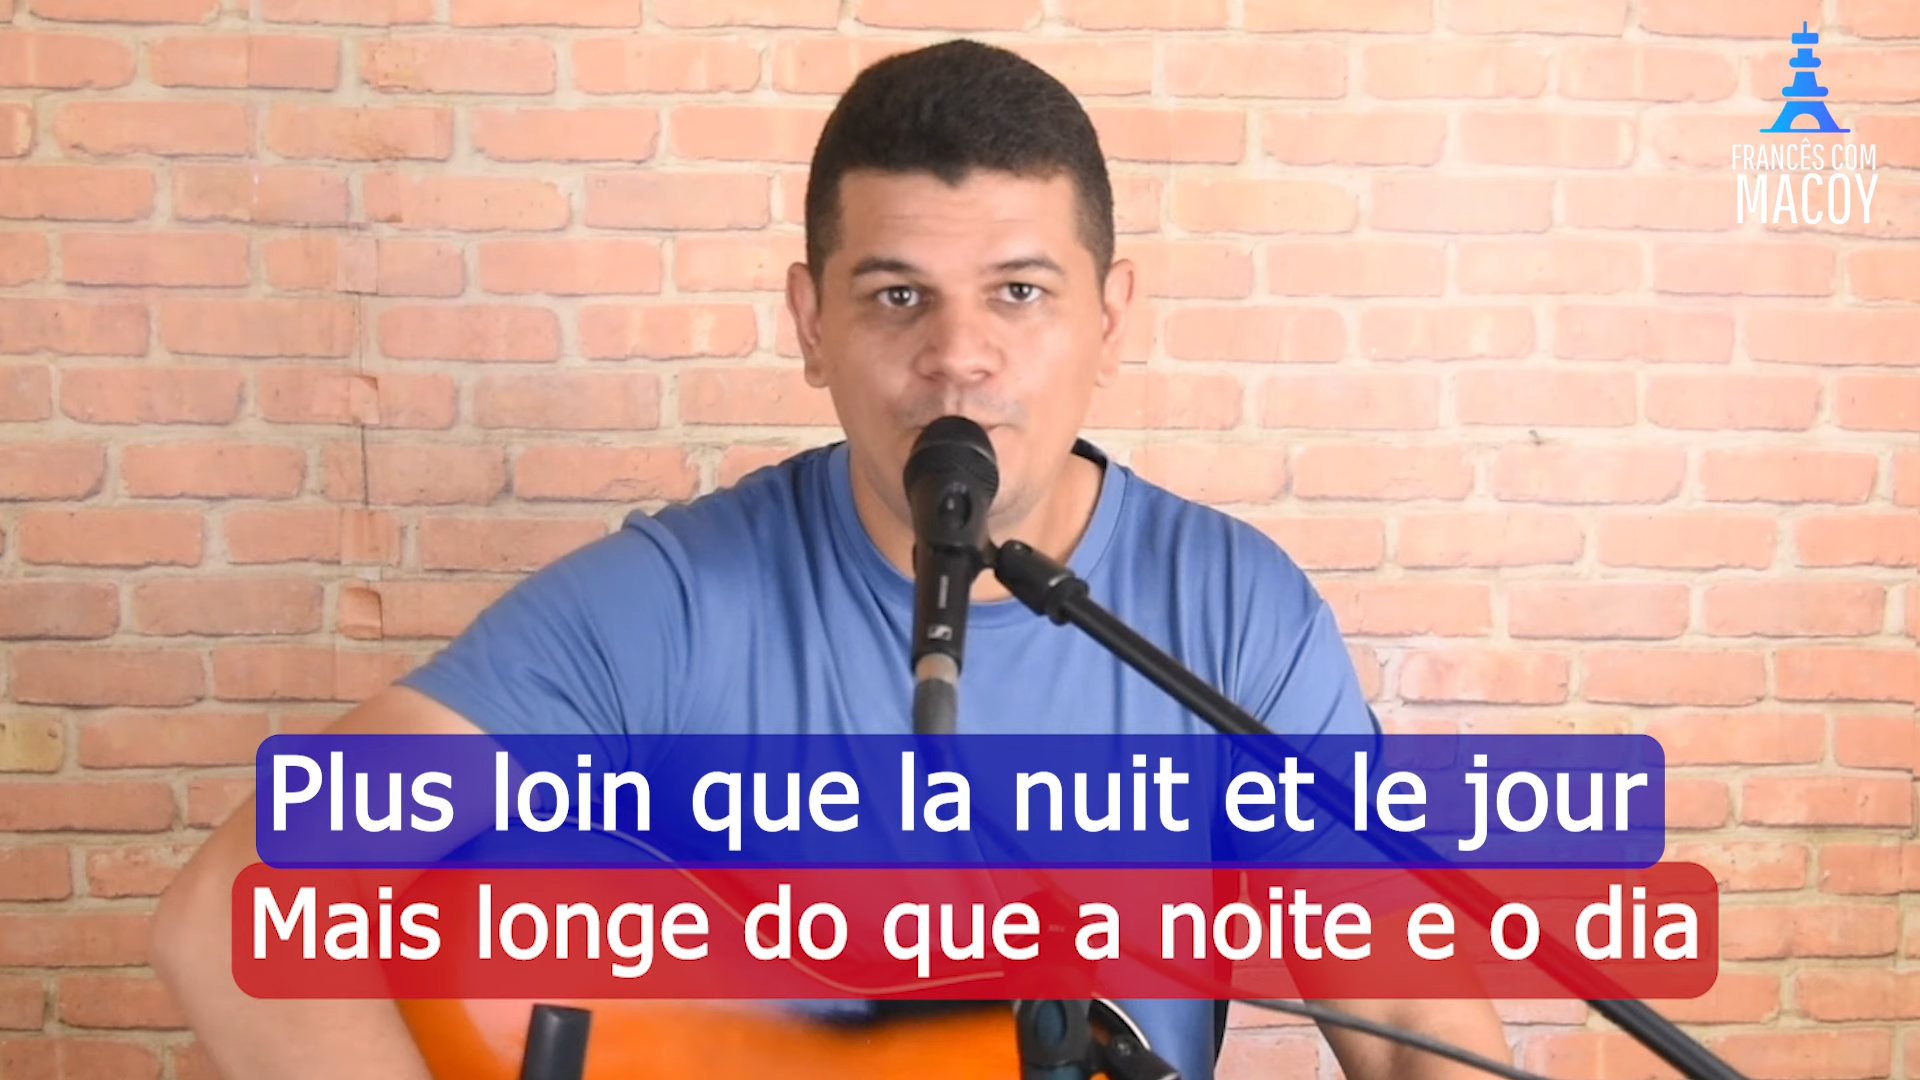 FRANCÊS COM
MACOY
Plus loin que la nuit et le jour
Mais longe do que a noite e o dia